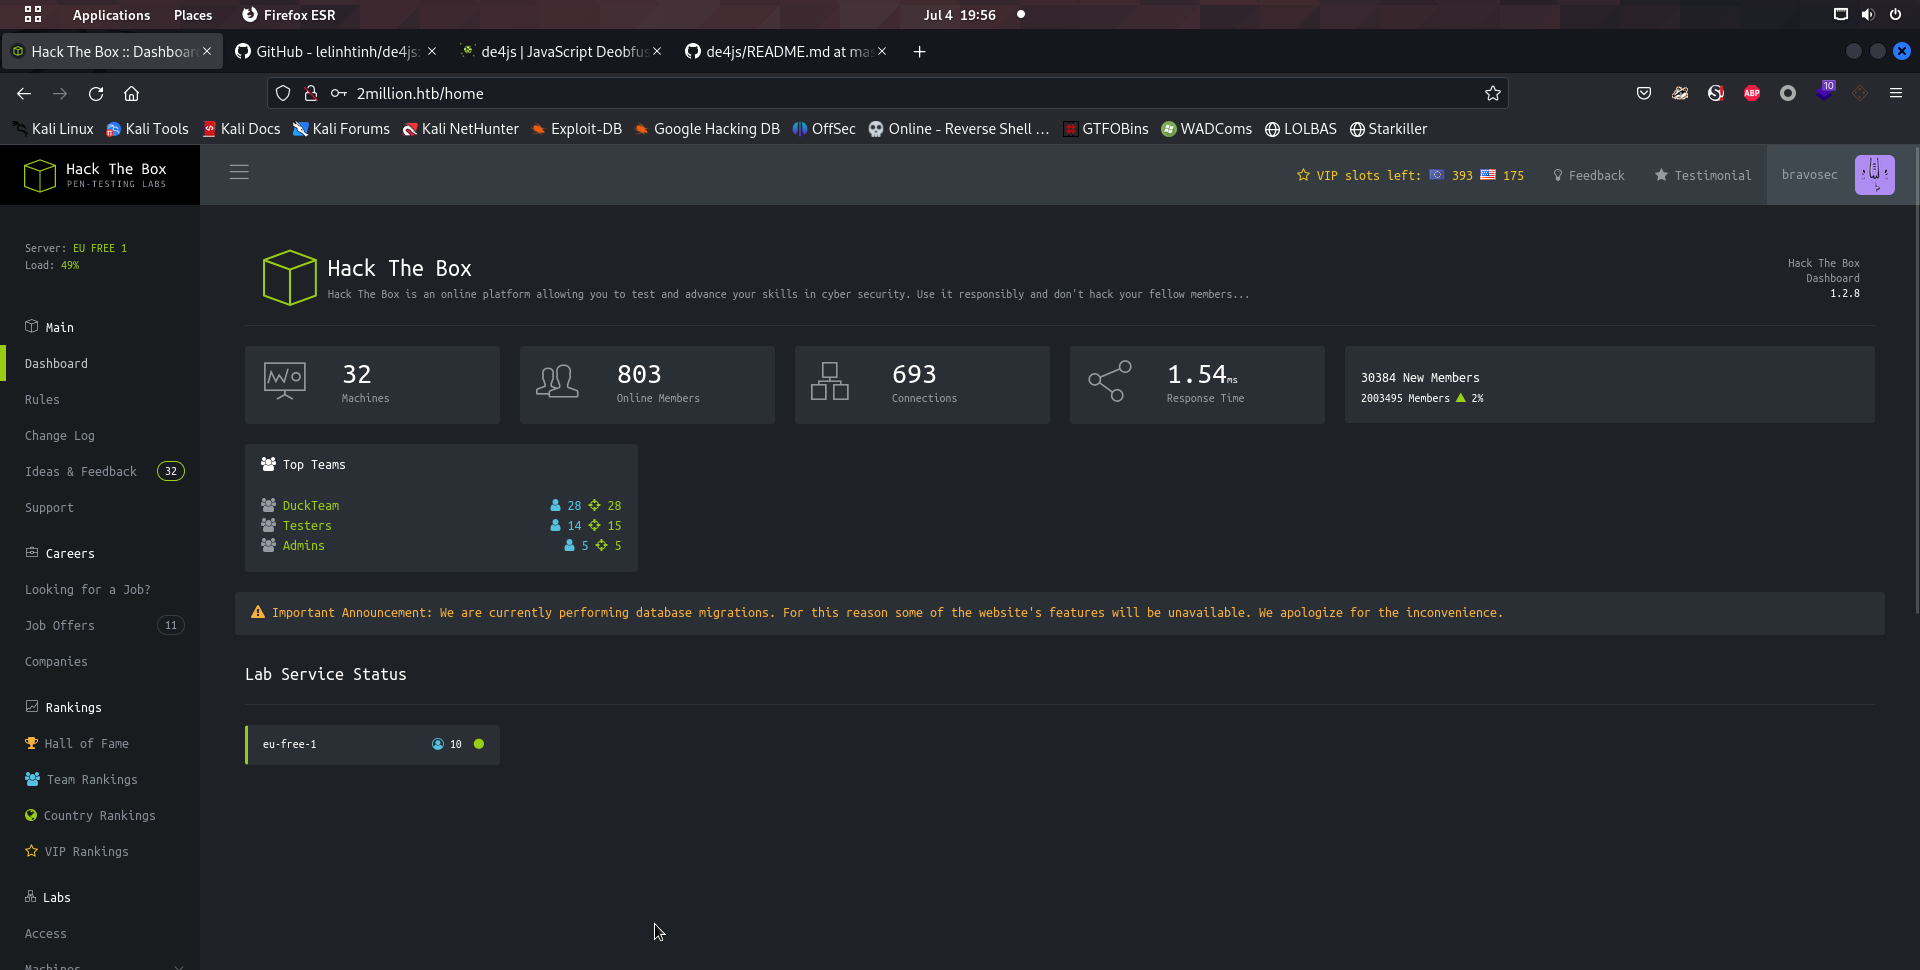 Applications Places Firefox ESR Jul 4 19:56
Hack The Box :: Dashboar GitHub - lelinhtinh/de4js: de4js | JavaScript Deobfus de4js/README.md at mas
2million.htb/home 10
Kali Linux Kali Tools Kali Docs Kali Forums Kali NetHunter Exploit-DB Google Hacking DB OffSec Online - Reverse Shell ... GTFOBins WADComs LOLBAS Starkiller
Hack The Box
PEN-TESTING LABS
VIP slots left: 393 175 Feedback Testimonial bravosec
Server: EU FREE 1
Load: 49%
Main
Dashboard
Rules
Change Log
Ideas & Feedback 32
Support
Careers
Looking for a Job?
Job Offers 11
Companies
Rankings
Hall of Fame
Team Rankings
Country Rankings
VIP Rankings
Labs
Access
Machines
Hack The Box
Hack The Box is an online platform allowing you to test and advance your skills in cyber security. Use it responsibly and don't hack your fellow members...
Hack The Box
Dashboard
1.2.8
32
Machines
803
Online Members
693
Connections
1.54ms
Response Time
30384 New Members
2003495 Members 2%
Top Teams
DuckTeam 28 28
Testers 14 15
Admins 5 5
Important Announcement: We are currently performing database migrations. For this reason some of the website's features will be unavailable. We apologize for the inconvenience.
Lab Service Status
eu-free-1 10